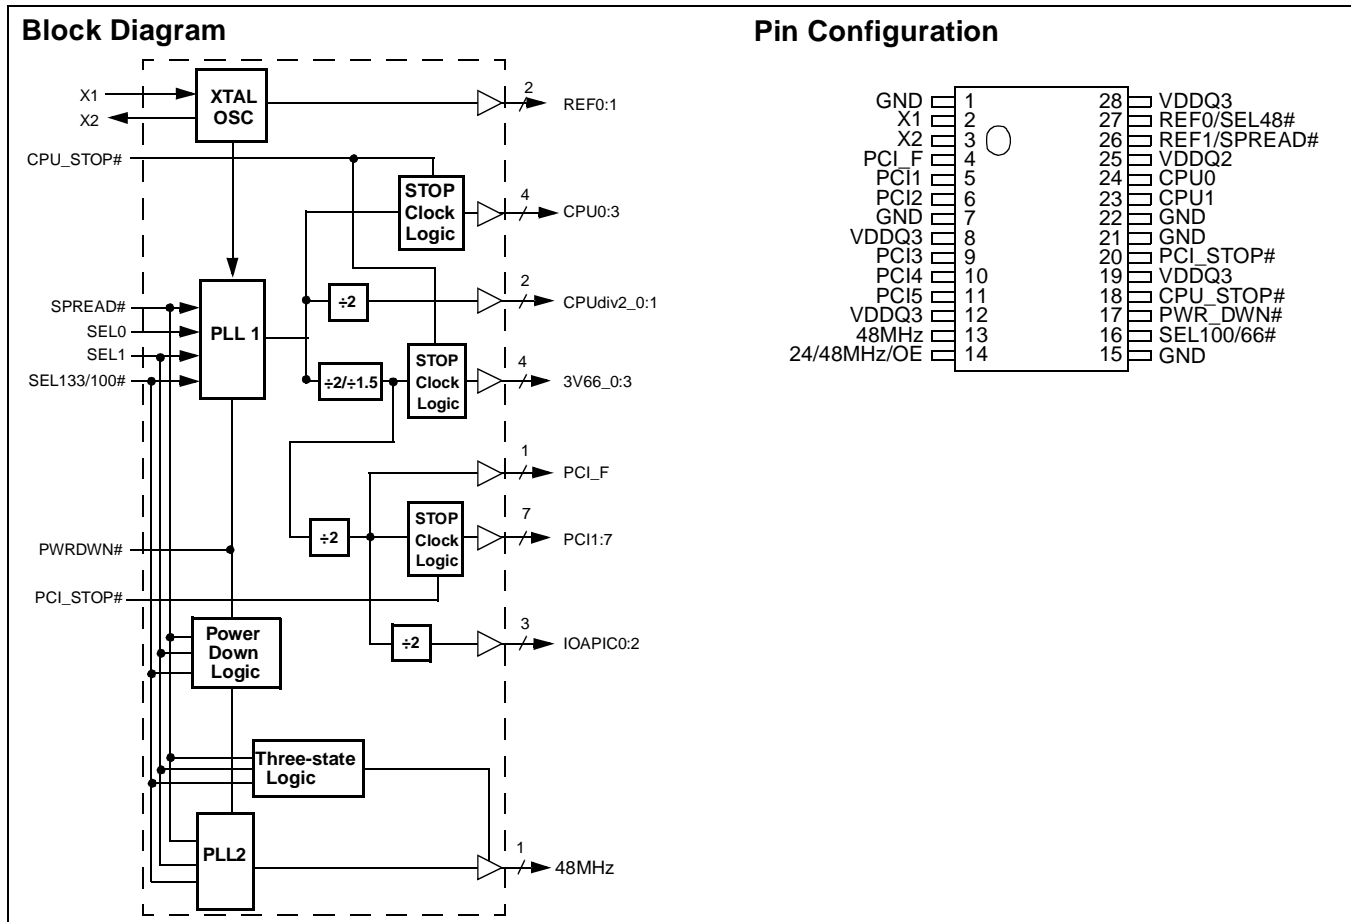 Block Diagram
X1
X2
XTAL
OSC
2
REF0:1
CPU_STOP#
STOP
Clock
Logic
4
CPU0:3
SPREAD#
SEL0
SEL1
SEL133/100#
PLL 1
÷2
2
CPUdiv2_0:1
÷2/÷1.5
STOP
Clock
Logic
4
3V66_0:3
1
PCI_F
÷2
STOP
Clock
Logic
7
PCI1:7
PWRDWN#
PCI_STOP#
÷2
3
IOAPIC0:2
Power
Down
Logic
Three-state
Logic
PLL2
1
48MHz
Pin Configuration
GND 1 28 VDDQ3
X1 2 27 REF0/SEL48#
X2 3 26 REF1/SPREAD#
PCI_F 4 25 VDDQ2
PCI1 5 24 CPU0
PCI2 6 23 CPU1
GND 7 22 GND
VDDQ3 8 21 GND
PCI3 9 20 PCI_STOP#
PCI4 10 19 VDDQ3
PCI5 11 18 CPU_STOP#
VDDQ3 12 17 PWR_DWN#
48MHz 13 16 SEL100/66#
24/48MHz/OE 14 15 GND